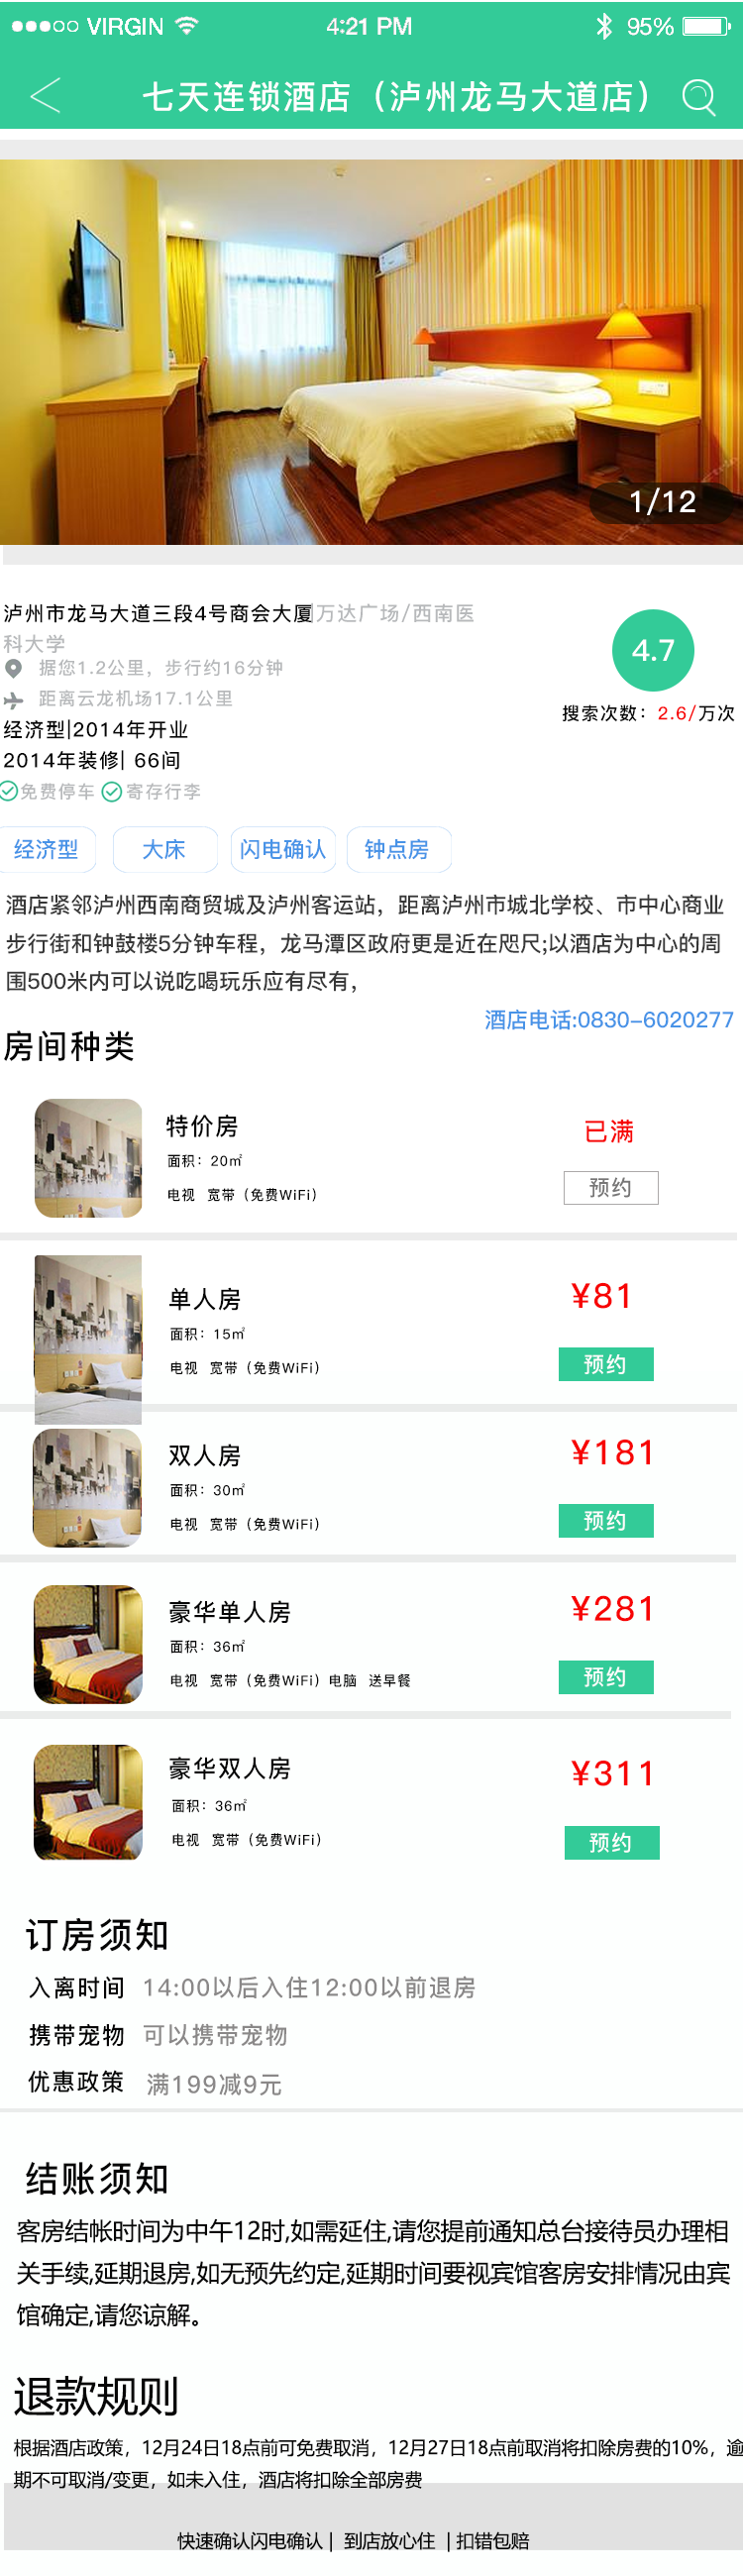 VIRGIN 4:21 PM 95%
七天连锁酒店（泸州龙马大道店）
1/12
泸州市龙马大道三段4号商会大厦|万达广场/西南医
科大学
4.7
据您1.2公里，步行约16分钟
距离云龙机场17.1公里
搜索次数：2.6/万次
经济型|2014年开业
2014年装修| 66间
免费停车 寄存行李
经济型 大床 闪电确认 钟点房
酒店紧邻泸州西南商贸城及泸州客运站，距离泸州市城北学校、市中心商业
步行街和钟鼓楼5分钟车程，龙马潭区政府更是近在咫尺;以酒店为中心的周
围500米内可以说吃喝玩乐应有尽有，
酒店电话:0830-6020277
房间种类
特价房 已满
面积：20㎡
电视 宽带（免费WiFi） 预约
单人房 ¥81
面积：15㎡
电视 宽带（免费WiFi） 预约
双人房 ¥181
面积：30㎡
电视 宽带（免费WiFi） 预约
豪华单人房 ¥281
面积：36㎡
电视 宽带（免费WiFi）电脑 送早餐 预约
豪华双人房 ¥311
面积：36㎡
电视 宽带（免费WiFi） 预约
订房须知
入离时间 14:00以后入住12:00以前退房
携带宠物 可以携带宠物
优惠政策 满199减9元
结账须知
客房结帐时间为中午12时,如需延住,请您提前通知总台接待员办理相
关手续,延期退房,如无预先约定,延期时间要视宾馆客房安排情况由宾
馆确定,请您谅解。
退款规则
根据酒店政策，12月24日18点前可免费取消，12月27日18点前取消将扣除房费的10%，逾
期不可取消/变更，如未入住，酒店将扣除全部房费
快速确认闪电确认 | 到店放心住 | 扣错包赔